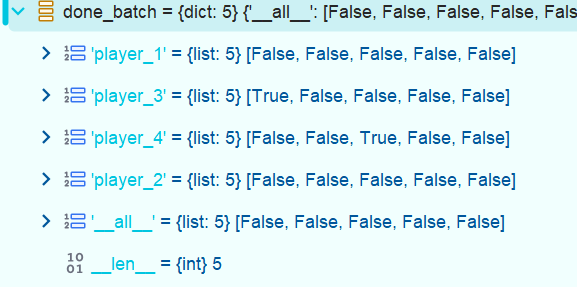 done_batch = {dict: 5} {'__all__': [False, False, False, False, Fals
'player_1' = {list: 5} [False, False, False, False, False]
'player_3' = {list: 5} [True, False, False, False, False]
'player_4' = {list: 5} [False, False, True, False, False]
'player_2' = {list: 5} [False, False, False, False, False]
'__all__' = {list: 5} [False, False, False, False, False]
__len__ = {int} 5